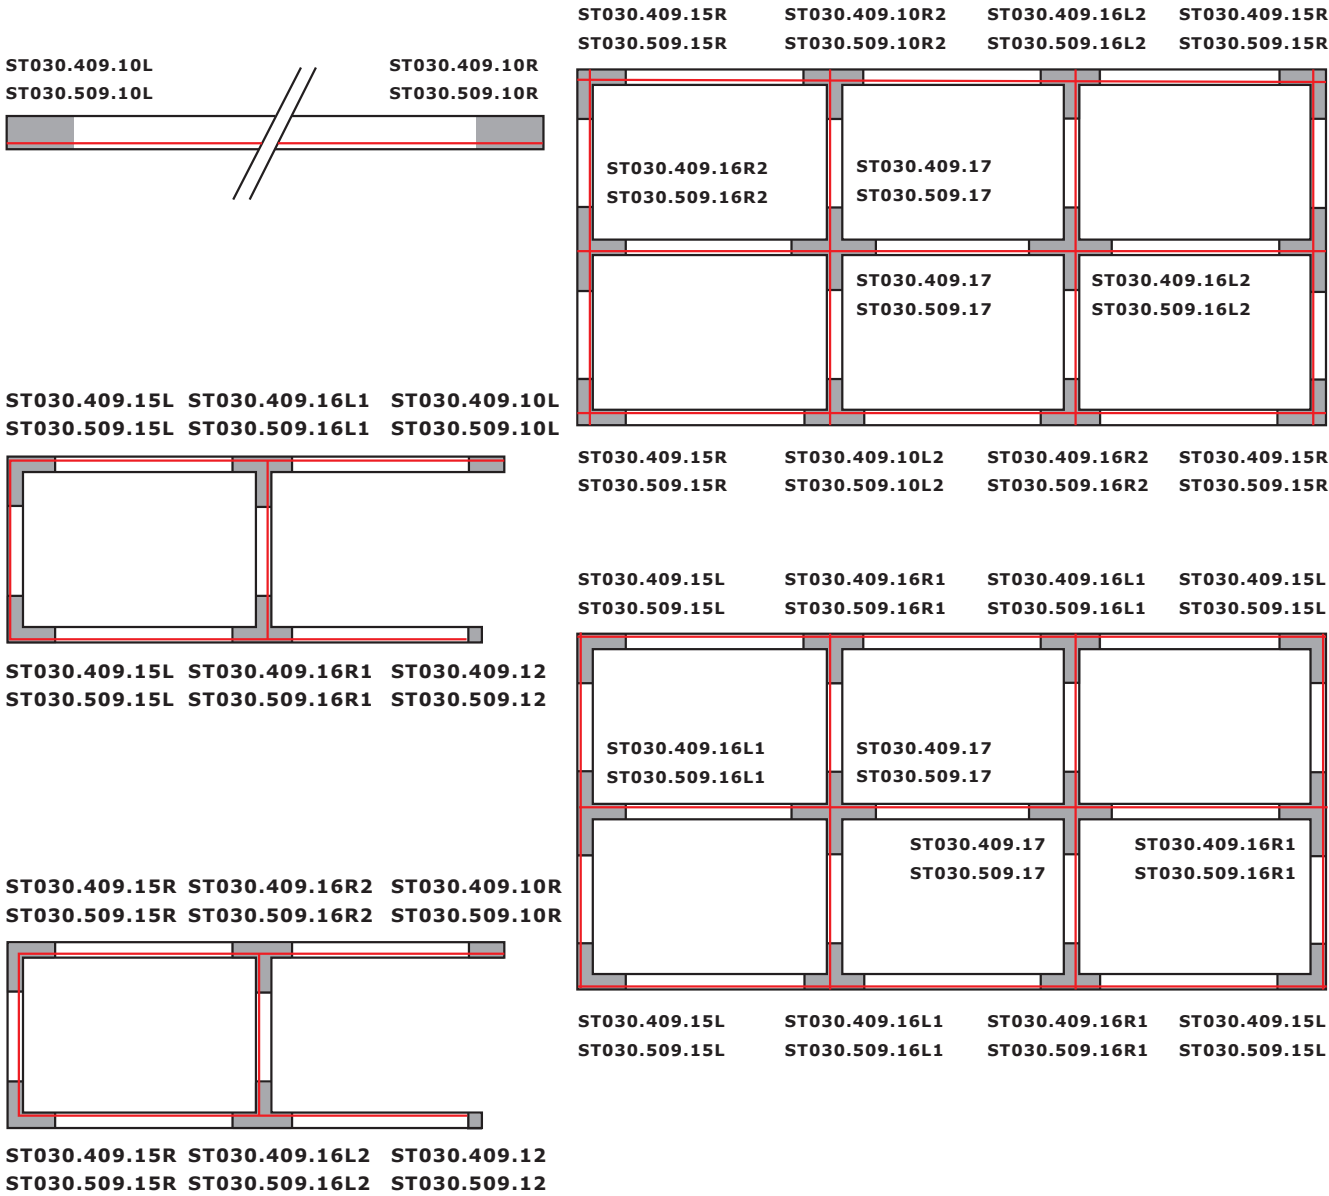 ST030.409.10L ST030.409.10R
ST030.509.10L ST030.509.10R
ST030.409.15L ST030.409.16L1 ST030.409.10L
ST030.509.15L ST030.509.16L1 ST030.509.10L
ST030.409.15L ST030.409.16R1 ST030.409.12
ST030.509.15L ST030.509.16R1 ST030.509.12
ST030.409.15R ST030.409.16R2 ST030.409.10R
ST030.509.15R ST030.509.16R2 ST030.509.10R
ST030.409.15R ST030.409.16L2 ST030.409.12
ST030.509.15R ST030.509.16L2 ST030.509.12
ST030.409.15R ST030.409.10R2 ST030.409.16L2 ST030.409.15R
ST030.509.15R ST030.509.10R2 ST030.509.16L2 ST030.509.15R
ST030.409.16R2 ST030.409.17
ST030.509.16R2 ST030.509.17
ST030.409.17 ST030.409.16L2
ST030.509.17 ST030.509.16L2
ST030.409.15R ST030.409.10L2 ST030.409.16R2 ST030.409.15R
ST030.509.15R ST030.509.10L2 ST030.509.16R2 ST030.509.15R
ST030.409.15L ST030.409.16R1 ST030.409.16L1 ST030.409.15L
ST030.509.15L ST030.509.16R1 ST030.509.16L1 ST030.509.15L
ST030.409.16L1 ST030.409.17
ST030.509.16L1 ST030.509.17
ST030.409.17 ST030.409.16R1
ST030.509.17 ST030.509.16R1
ST030.409.15L ST030.409.16L1 ST030.409.16R1 ST030.409.15L
ST030.509.15L ST030.509.16L1 ST030.509.16R1 ST030.509.15L